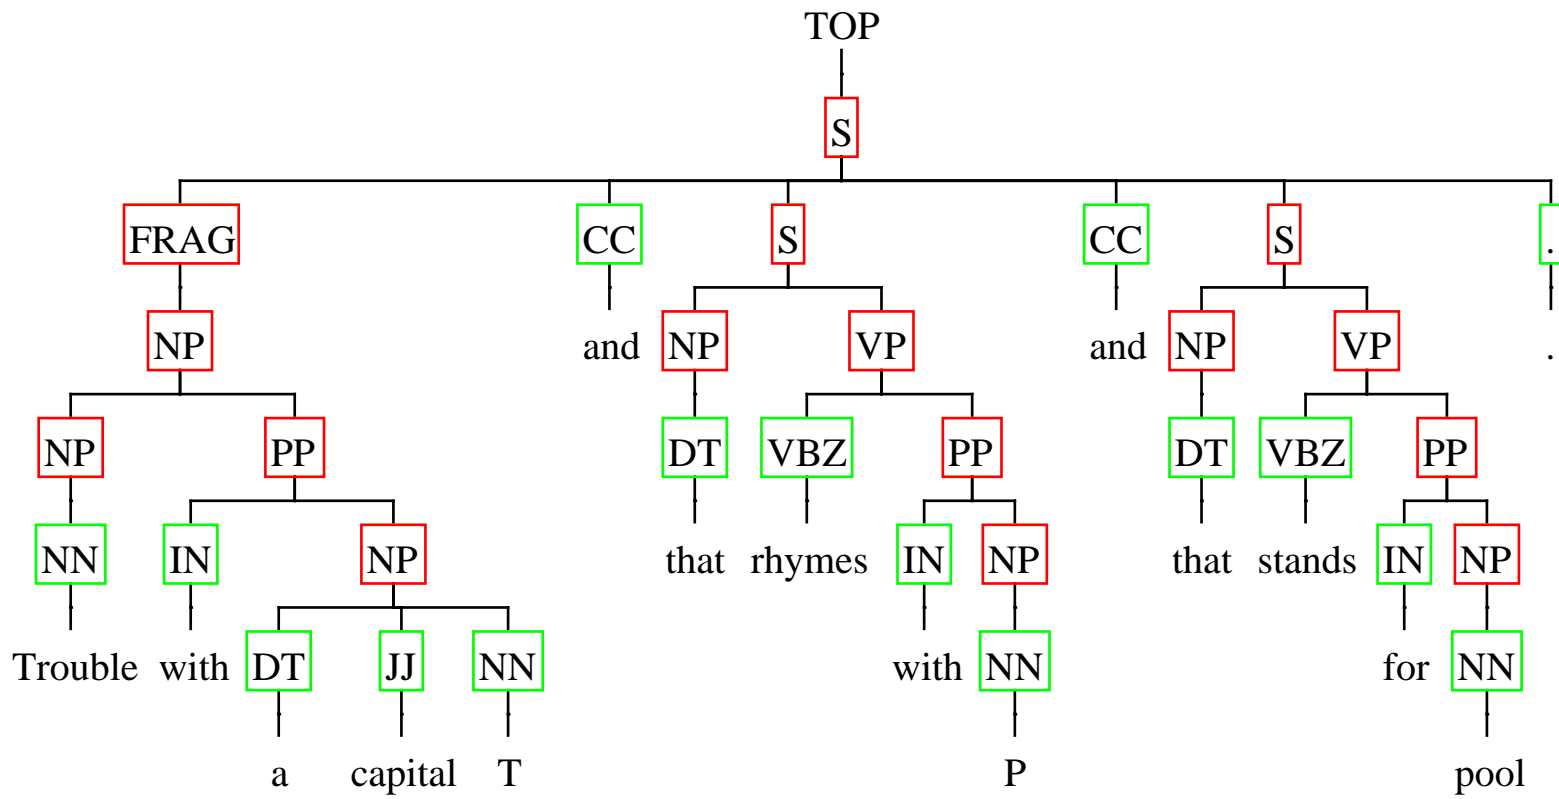 TOP
S
FRAG CC S CC S .
NP and NP VP and NP VP .
NP PP DT VBZ PP DT VBZ PP
NN IN NP that rhymes IN NP that stands IN NP
Trouble with DT JJ NN with NN for NN
a capital T P pool